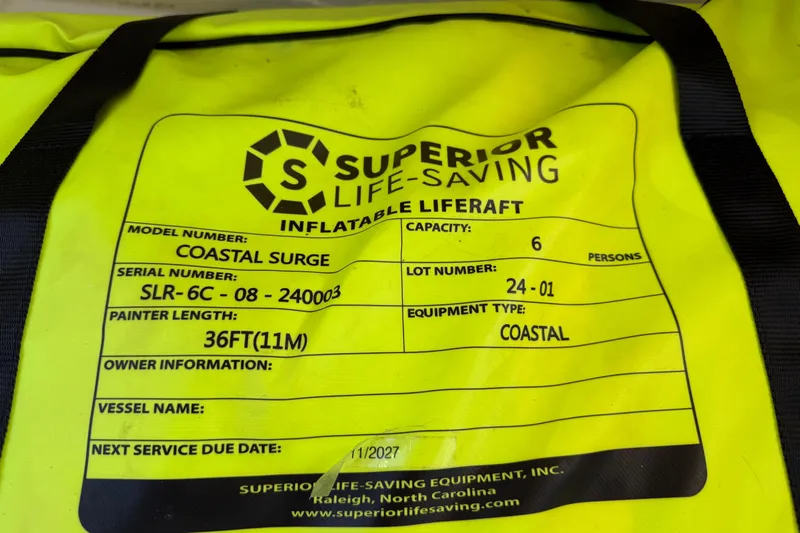 S
SUPERIOR
LIFE-SAVING
INFLATABLE LIFERAFT
MODEL NUMBER:
COASTAL SURGE
CAPACITY:
6
PERSONS
SERIAL NUMBER:
SLR-6C - 08 - 240003
LOT NUMBER:
24 - 01
PAINTER LENGTH:
36FT(11M)
EQUIPMENT TYPE:
COASTAL
OWNER INFORMATION:
VESSEL NAME:
NEXT SERVICE DUE DATE:
11/2027
SUPERIOR LIFE-SAVING EQUIPMENT, INC.
Raleigh, North Carolina
www.superiorlifesaving.com